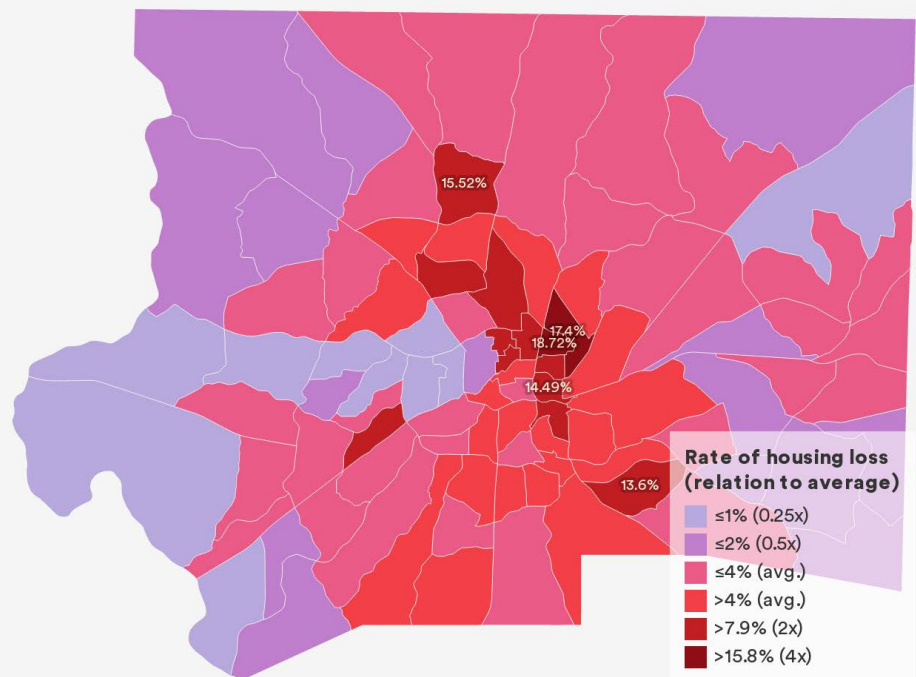 15.52%
17.4%
18.72%
14.49%
13.6%
Rate of housing loss
(relation to average)
≤1% (0.25x)
≤2% (0.5x)
≤4% (avg.)
>4% (avg.)
>7.9% (2x)
>15.8% (4x)